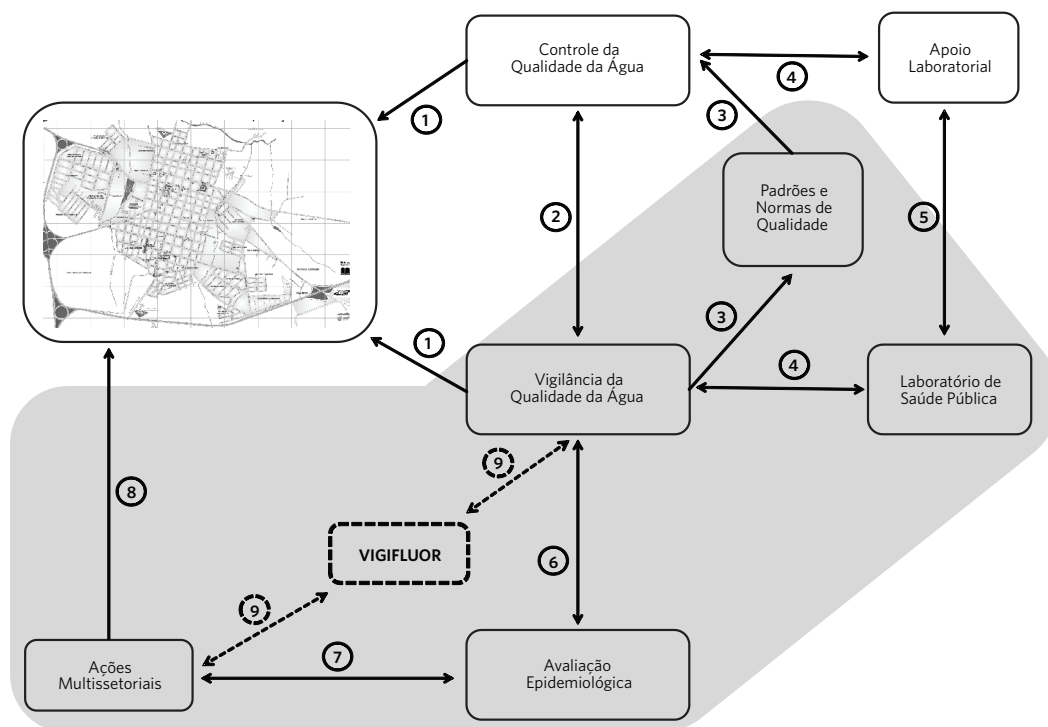 Controle da
Qualidade da Água
4
Apoio
Laboratorial
1
3
2
Padrões e
Normas de
Qualidade
5
1
3
Vigilância da
Qualidade da Água
4
Laboratório de
Saúde Pública
9
8
VIGIFLUOR
6
9
Ações
Multissetoriais
7
Avaliação
Epidemiológica